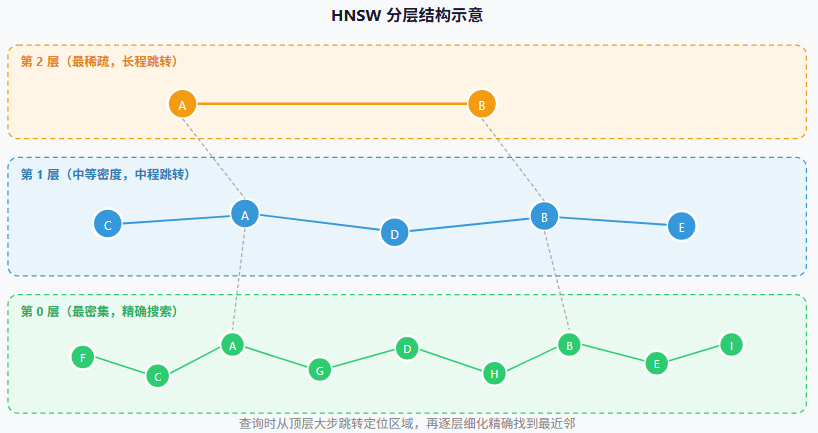 HNSW 分层结构示意
第 2 层（最稀疏，长程跳转）
A
B
第 1 层（中等密度，中程跳转）
C
A
D
B
E
第 0 层（最密集，精确搜索）
F
C
A
G
D
H
B
E
I
查询时从顶层大步跳转定位区域，再逐层细化精确找到最近邻